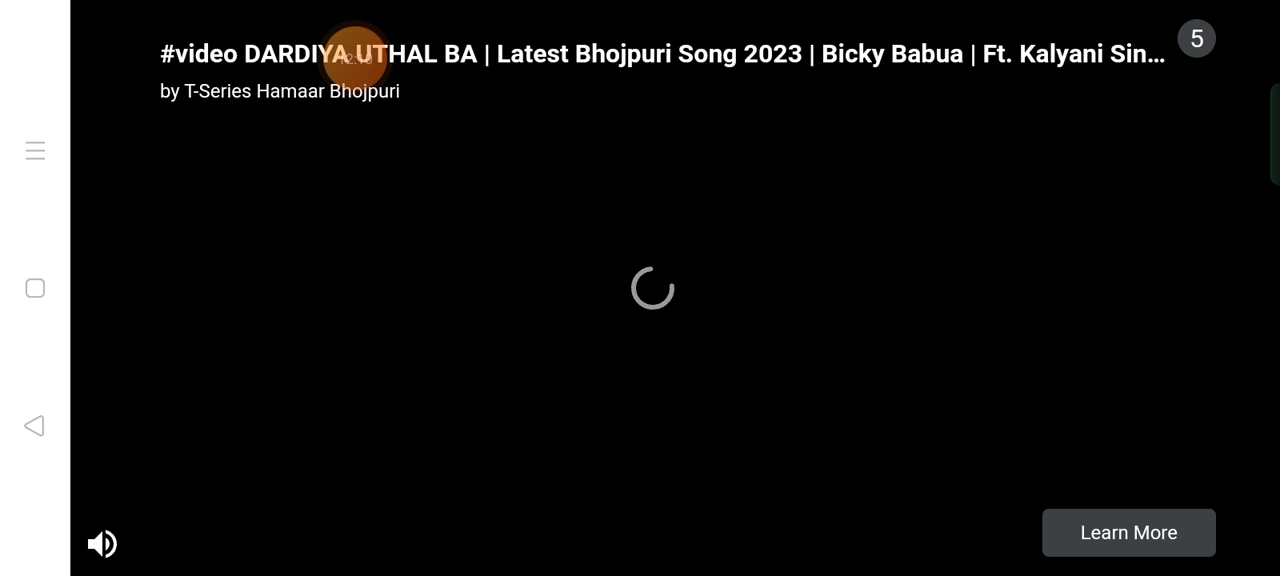 #video DARDIYA UTHAL BA | Latest Bhojpuri Song 2023 | Bicky Babua | Ft. Kalyani Sin...
5
by T-Series Hamaar Bhojpuri
Learn More